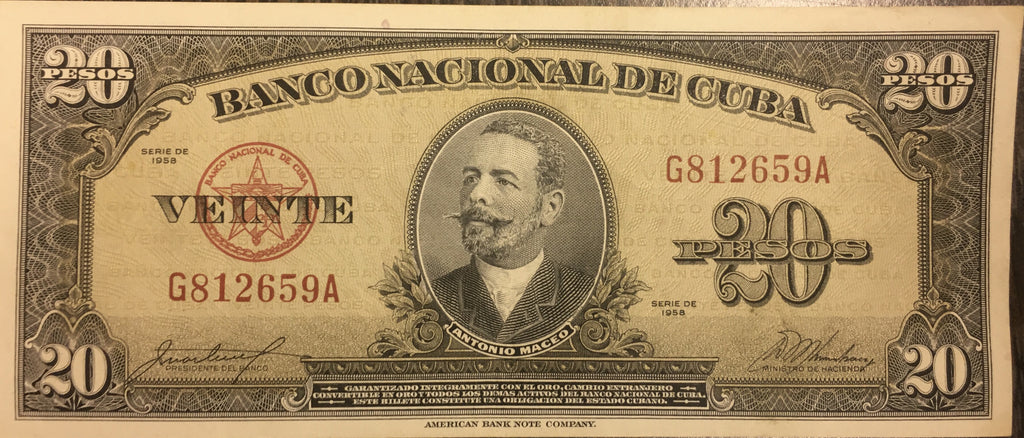 20 PESOS
20 PESOS
BANCO NACIONAL DE CUBA
SERIE DE
1958
BANCO NACIONAL DE CUBA
VEINTE
G812659A
G812659A
20 PESOS
SERIE DE
1958
ANTONIO MACEO
20
PRESIDENTE DEL BANCO
MINISTRO DE HACIENDA
20
GARANTIZADO INTEGRAMENTE CON EL ORO, CAMBIO EXTRANJERO
CONVERTIBLE EN ORO Y TODOS LOS DEMAS ACTIVOS DEL BANCO NACIONAL DE CUBA.
ESTE BILLETE CONSTITUTE UNA OBLIGACION DEL ESTADO CUBANO.
AMERICAN BANK NOTE COMPANY.